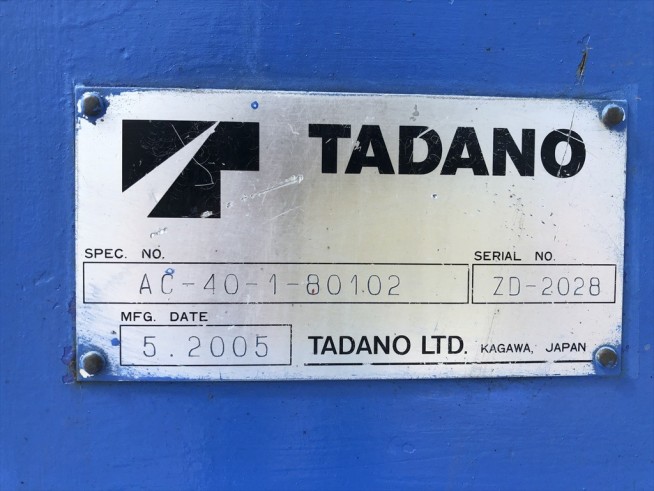 TADANO
SPEC. NO. SERIAL NO.
AC-40-1-80102 ZD-2028
MFG. DATE
5.2005 TADANO LTD. KAGAWA, JAPAN